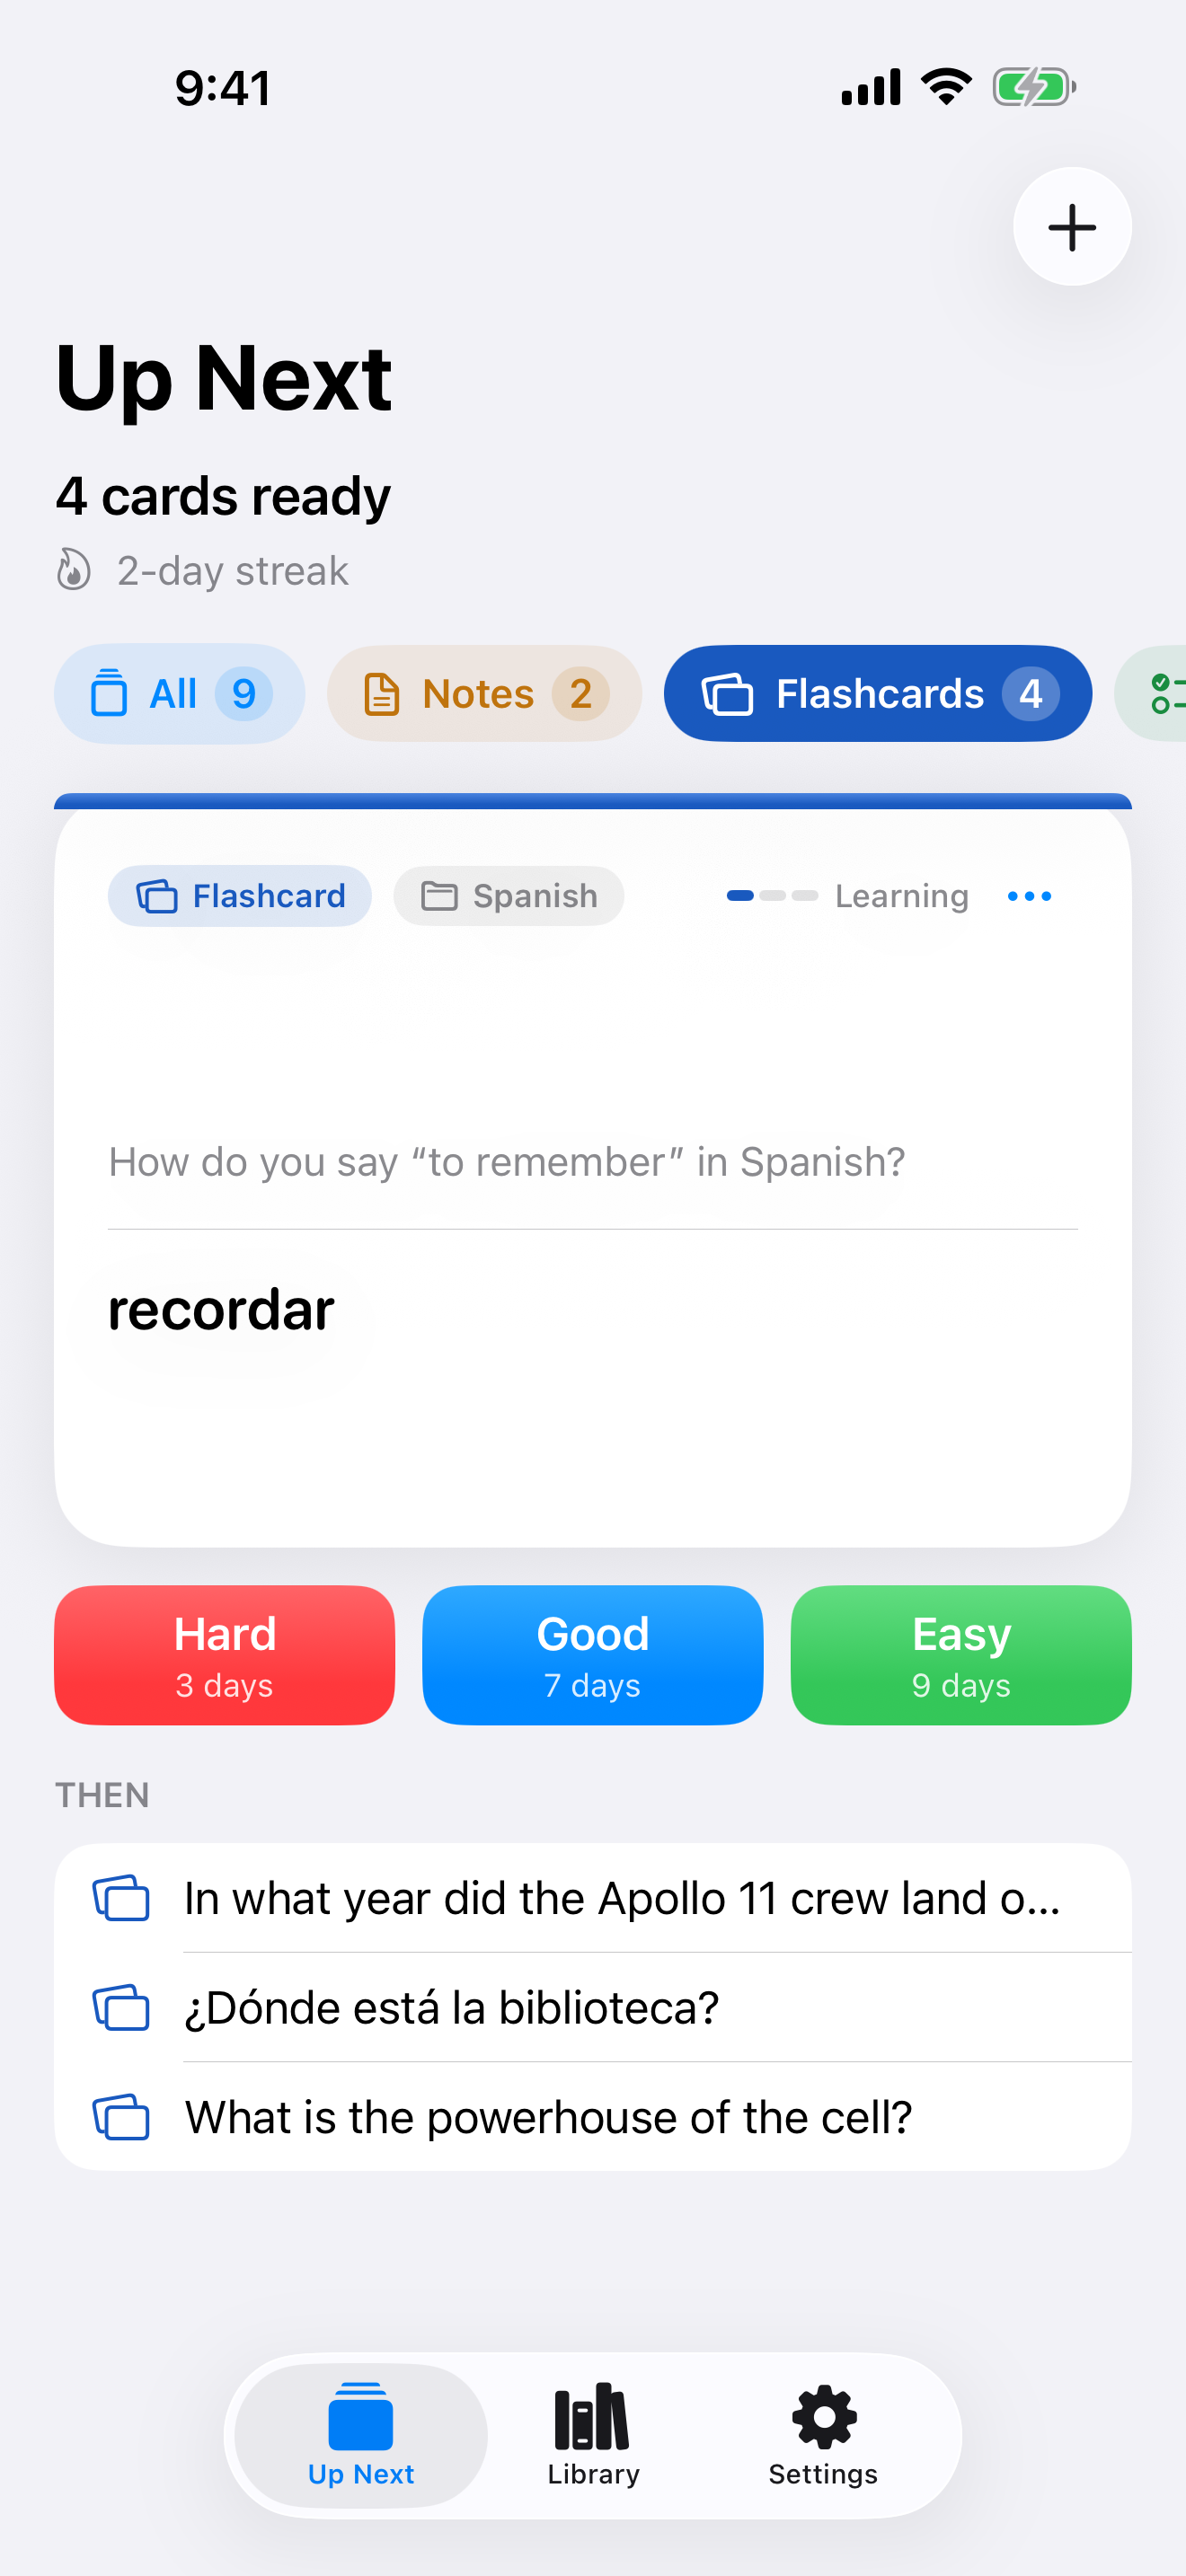 9:41
Up Next
4 cards ready
2-day streak
All 9 Notes 2 Flashcards 4
Flashcard Spanish Learning
How do you say “to remember” in Spanish?
recordar
Hard Good Easy
3 days 7 days 9 days
THEN
In what year did the Apollo 11 crew land o...
¿Dónde está la biblioteca?
What is the powerhouse of the cell?
Up Next Library Settings